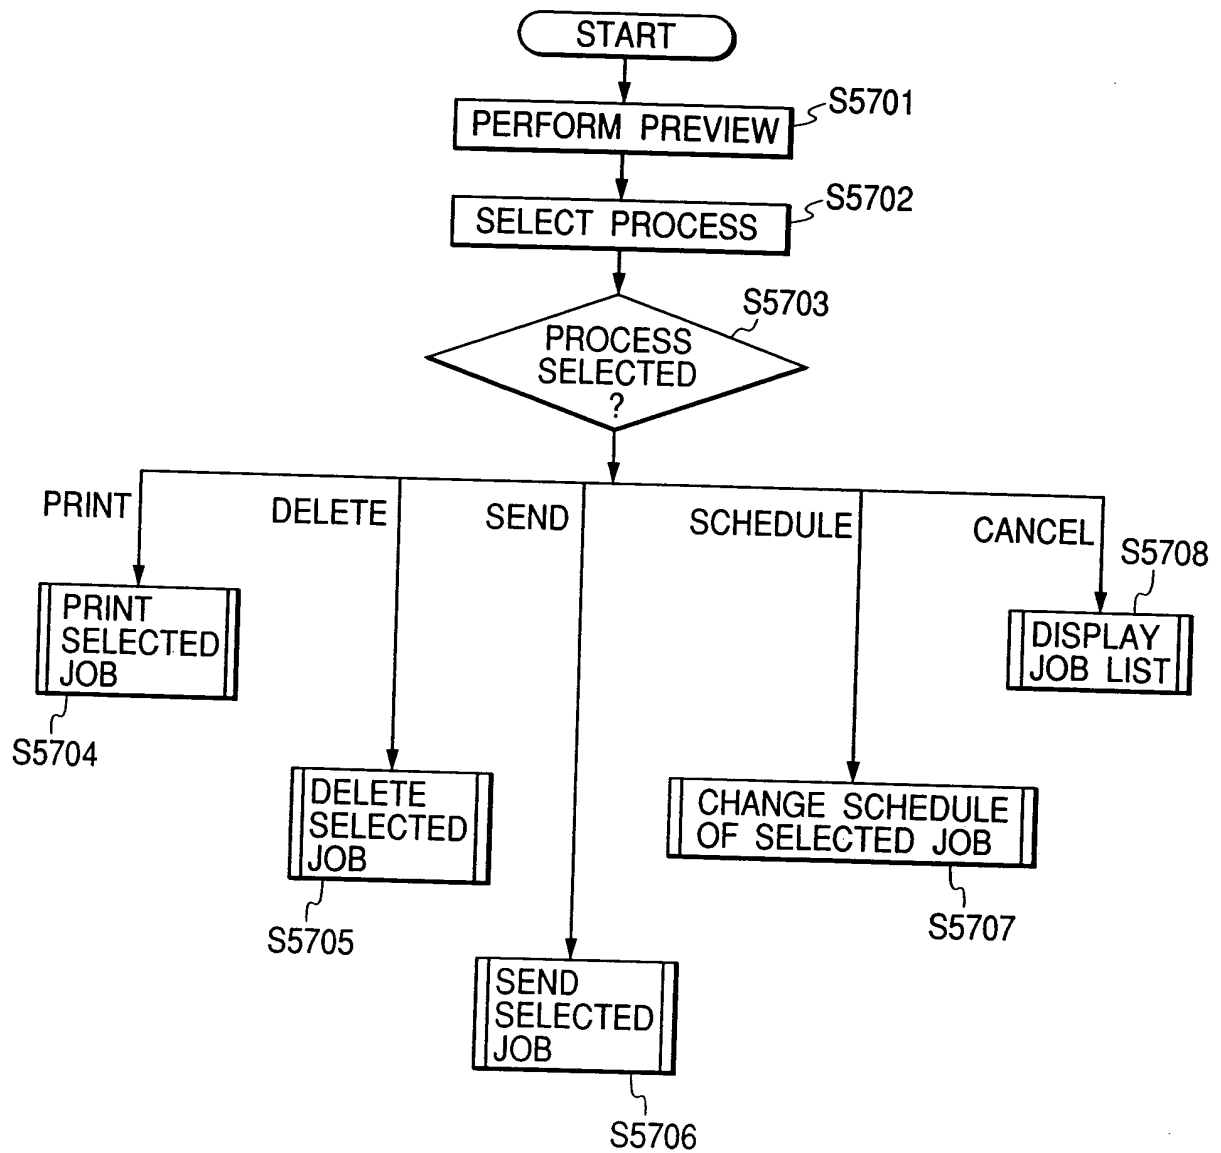 START
S5701
PERFORM PREVIEW
S5702
SELECT PROCESS
S5703
PROCESS
SELECTED
?
PRINT
DELETE
SEND
SCHEDULE
CANCEL
S5708
PRINT
SELECTED
JOB
DISPLAY
JOB LIST
S5704
DELETE
SELECTED
JOB
CHANGE SCHEDULE
OF SELECTED JOB
S5705
S5707
SEND
SELECTED
JOB
S5706